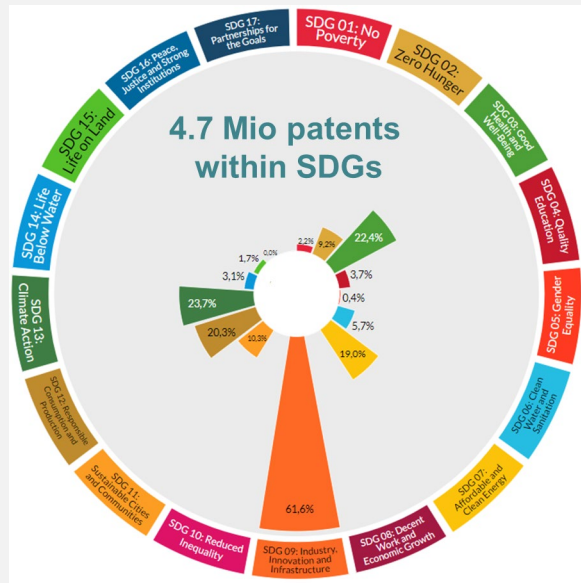 4.7 Mio patents
within SDGs
SDG 01: No
Poverty
SDG 02:
Zero Hunger
SDG 03: Good
Health and
Well-Being
SDG 04: Quality
Education
SDG 05: Gender
Equality
SDG 06: Clean
Water and
Sanitation
SDG 07:
Affordable and
Clean Energy
SDG 08: Decent
Work and
Economic Growth
SDG 09: Industry,
Innovation and
Infrastructure
SDG 10: Reduced
Inequality
SDG 11:
Sustainable Cities
and Communities
SDG 12: Responsible
Consumption and
Production
SDG 13:
Climate Action
SDG 14: Life
Below Water
SDG 15:
Life on Land
SDG 16: Peace,
Justice and Strong
Institutions
SDG 17:
Partnerships for
the Goals
2,2%
9,2%
22,4%
3,7%
0,4%
5,7%
19,0%
61,6%
10,3%
20,3%
23,7%
3,1%
1,7%
0,0%